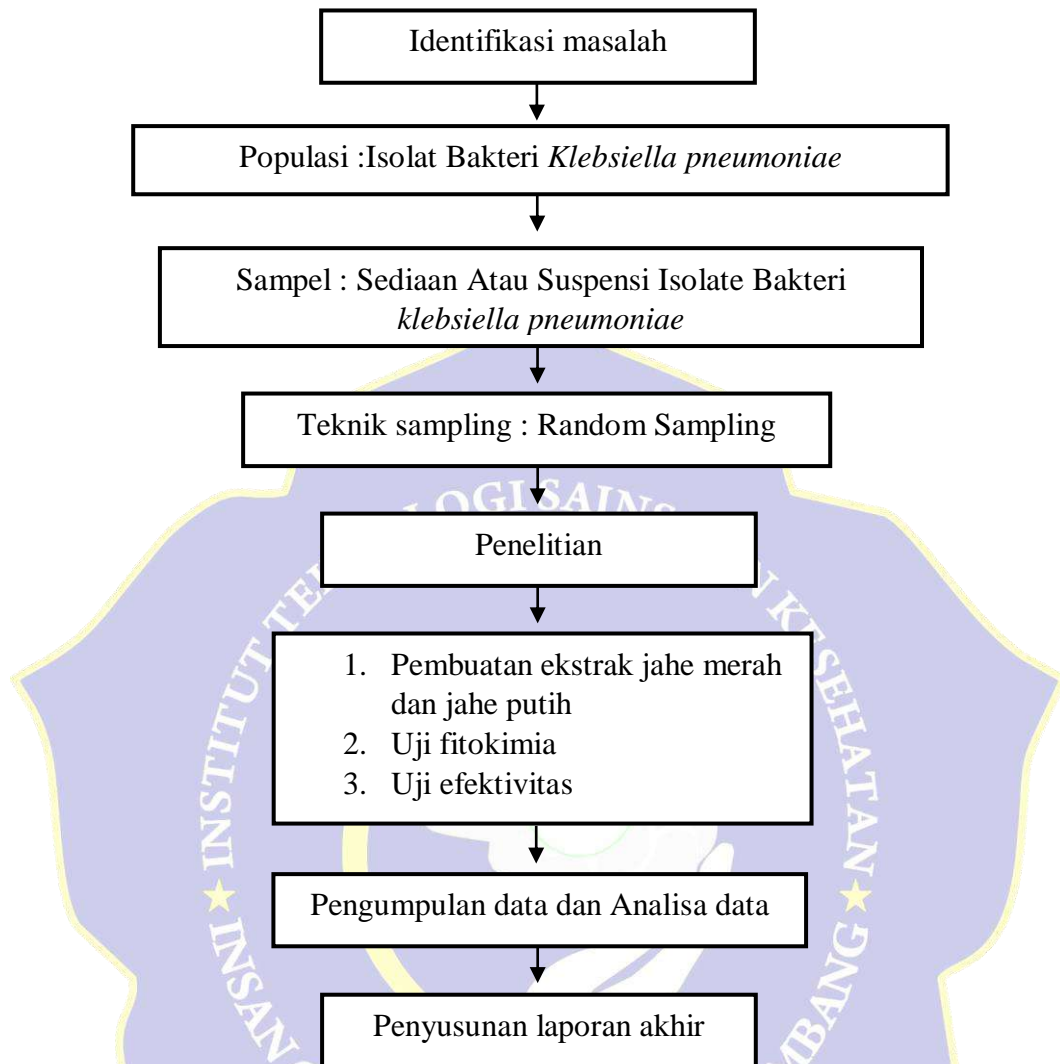 Identifikasi masalah
Populasi :Isolat Bakteri Klebsiella pneumoniae
Sampel : Sediaan Atau Suspensi Isolate Bakteri
klebsiella pneumoniae
Teknik sampling : Random Sampling
Penelitian
1. Pembuatan ekstrak jahe merah
dan jahe putih
2. Uji fitokimia
3. Uji efektivitas
Pengumpulan data dan Analisa data
Penyusunan laporan akhir
INSTITUT